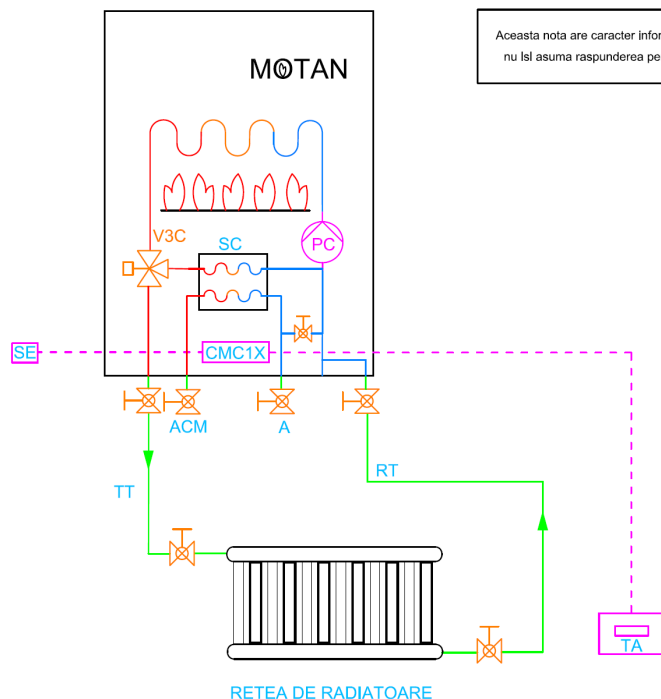 Aceasta nota are caracter infor
nu Isi asuma raspunderea pe
MOTAN
V3C
SC
PC
SE
CMC1X
ACM
A
RT
TT
TA
RETEA DE RADIATOARE